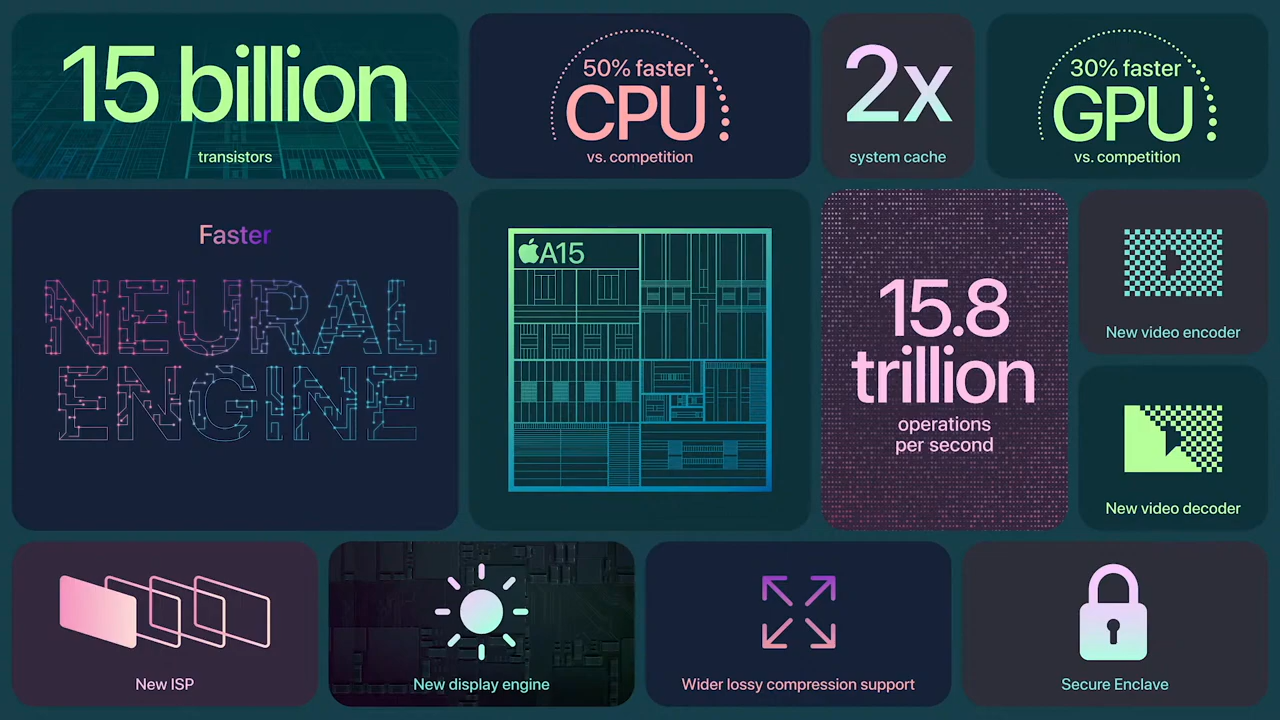 15 billion
transistors
50% faster
CPU
vs. competition
2x
system cache
30% faster
GPU
vs. competition
Faster
NEURAL
ENGINE
A15
15.8
trillion
operations
per second
New video encoder
New video decoder
New ISP
New display engine
Wider lossy compression support
Secure Enclave